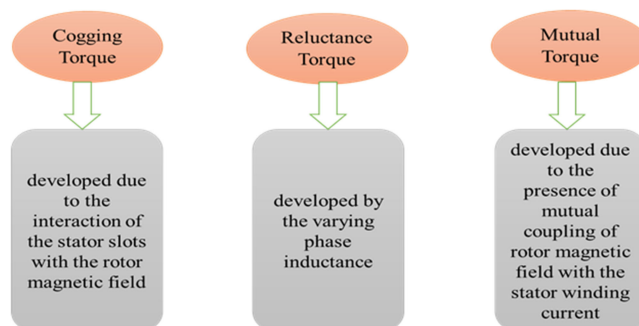 Cogging
Torque
Reluctance
Torque
Mutual
Torque
developed due
to the
interaction of
the stator slots
with the rotor
magnetic field
developed by
the varying
phase
inductance
developed due
to the
presence of
mutual
coupling of
rotor magnetic
field with the
stator winding
current